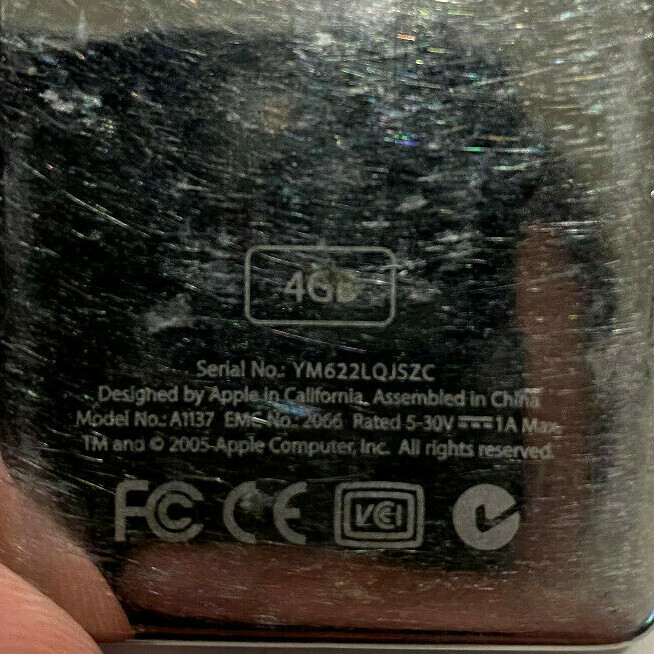 4GB
Serial No.: YM622LQJSZC
Designed by Apple in California, Assembled in China
Model No.: A1137 EMC No.: 2066 Rated 5-30V 1A Max.
TM and © 2005 Apple Computer, Inc. All rights reserved.
FC CE VCCI